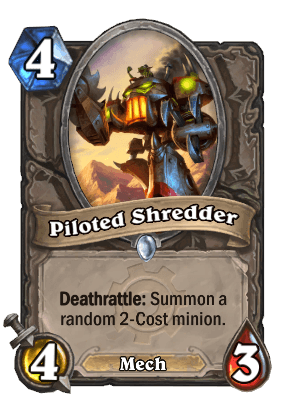 4
Piloted Shredder
Deathrattle: Summon a
random 2-Cost minion.
4
Mech
3